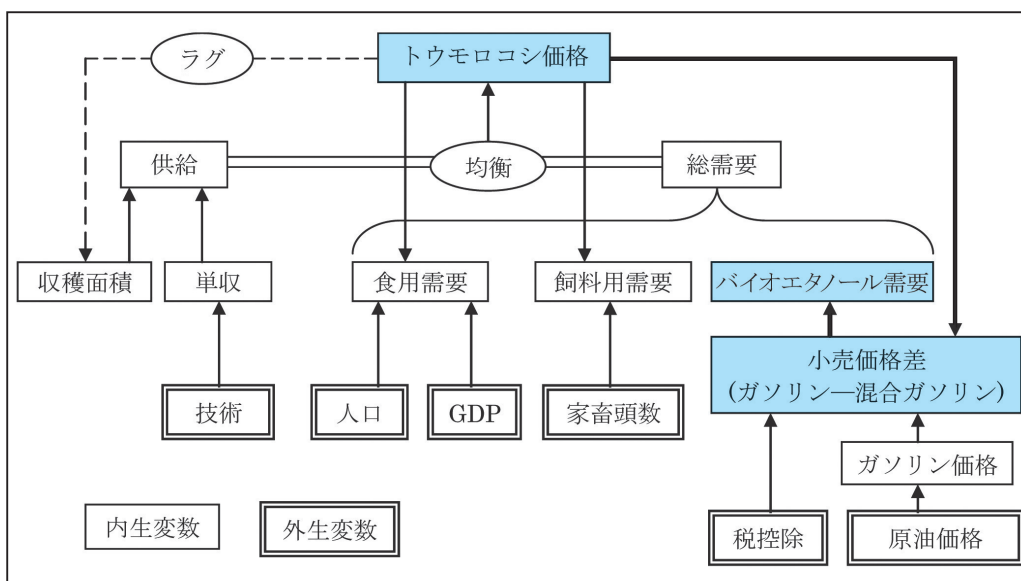 ラグ
トウモロコシ価格
供給
均衡
総需要
収穫面積
単収
食用需要
飼料用需要
バイオエタノール需要
小売価格差
(ガソリン―混合ガソリン)
技術
人口
GDP
家畜頭数
ガソリン価格
内生変数
外生変数
税控除
原油価格